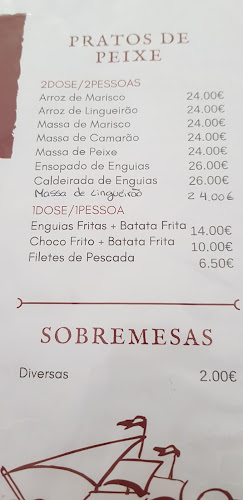 PRATOS DE
PEIXE
2DOSE/2PESSOAS
Arroz de Marisco 24.00€
Arroz de Lingueirão 24.00€
Massa de Marisco 24.00€
Massa de Camarão 24.00€
Massa de Peixe 24.00€
Ensopado de Enguias 26.00€
Caldeirada de Enguias 26.00€
Massa de Lingueirão 24.00€
1DOSE/1PESSOA
Enguias Fritas + Batata Frita 14.00€
Choco Frito + Batata Frita 10.00€
Filetes de Pescada 6.50€
SOBREMESAS
Diversas 2.00€